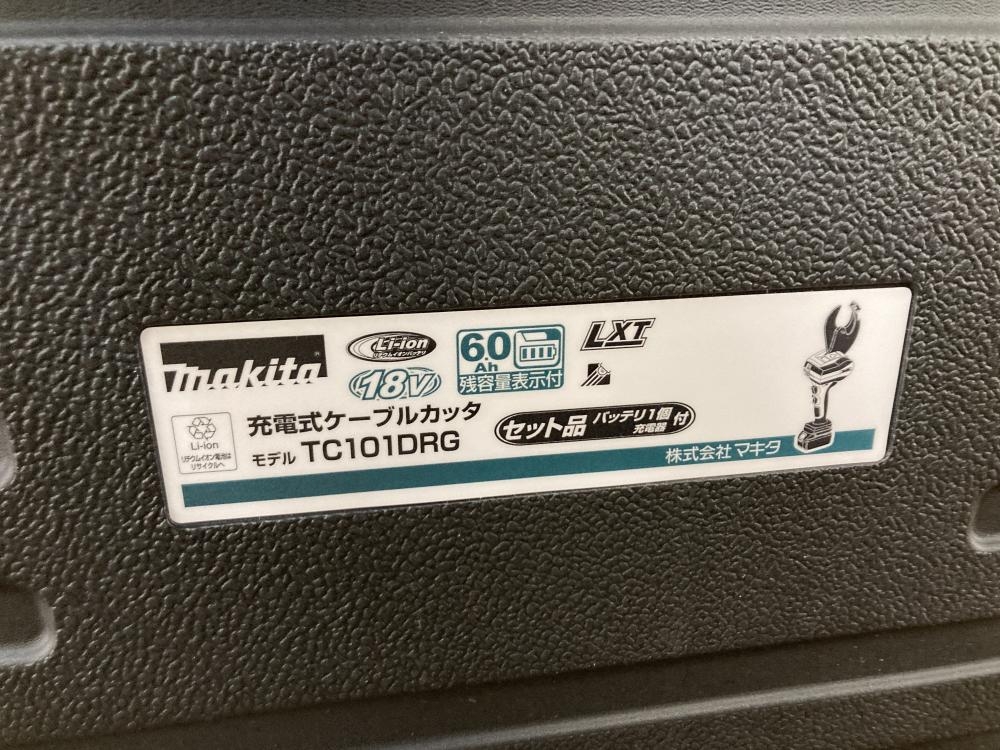 makita®
Li-ion
リチウムイオンバッテリ
18V
6.0
Ah
残容量表示付
LXT
Li-ion
リチウムイオン電池は
リサイクルへ
充電式ケーブルカッタ
モデル TC101DRG
セット品 バッテリ1個 充電器 付
株式会社マキタ